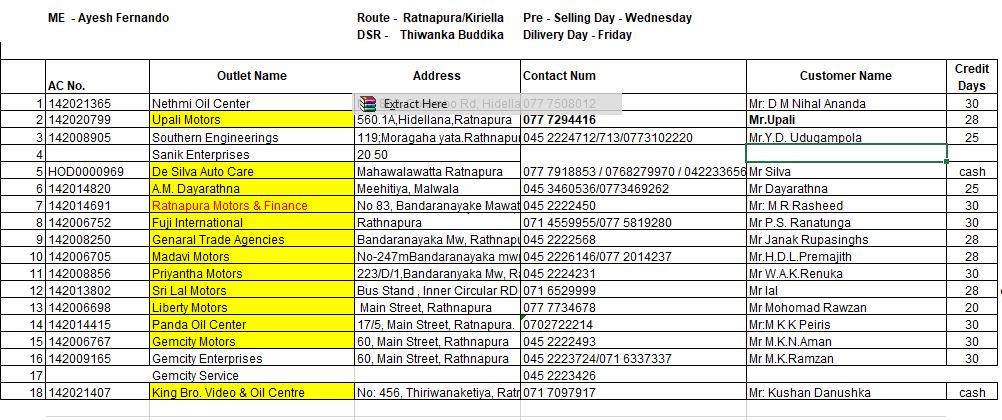 ME - Ayesh Fernando Route - Ratnapura/Kiriella Pre - Selling Day - Wednesday
DSR - Thiwanka Buddika Dilivery Day - Friday
AC No. Outlet Name Address Contact Num Customer Name Credit Days
1 142021365 Nethmi Oil Center Extract Here Rd, Hidella 077 7508012 Mr: D M Nihal Ananda 30
2 142020799 Upali Motors 560.1A,Hidellana,Ratnapura 077 7294416 Mr.Upali 28
3 142008905 Southern Engineerings 119;Moragaha yata.Rathnapur 045 2224712/713/0773102220 Mr.Y.D. Udugampola 25
4 Sanik Enterprises 20 50
5 HOD0000969 De Silva Auto Care Mahawalawatta Ratnapura 077 7918853 / 0768279970 / 042233656 Mr Silva cash
6 142014820 A.M. Dayarathna Meehitiya, Malwala 045 3460536/0773469262 Mr Dayarathna 25
7 142014691 Ratnapura Motors & Finance No 83, Bandaranayake Mawat 045 2222450 Mr: M R Rasheed 30
8 142006752 Fuji International Rathnapura 071 4559955/077 5819280 Mr P.S. Ranatunga 30
9 142008250 Genaral Trade Agencies Bandaranayaka Mw, Rathnapu 045 2222568 Mr Janak Rupasinghs 28
10 142006705 Madavi Motors No-247mBandaranayaka mwr 045 2226146/077 2014237 Mr.H.D.L.Premajith 28
11 142008856 Priyantha Motors 223/D/1,Bandaranyaka Mw, Ra 045 2224231 Mr W.A.K.Renuka 30
12 142013802 Sri Lal Motors Bus Stand , Inner Circular RD 071 6529999 Mr lal 28
13 142006698 Liberty Motors Main Street, Rathnapura 077 7734678 Mr Mohomad Rawzan 20
14 142014415 Panda Oil Center 17/5, Main Street, Ratnapura. 0702722214 Mr:M K K Peiris 30
15 142006767 Gemcity Motors 60, Main Street, Rathnapura 045 2222493 Mr M.K.N.Aman 30
16 142009165 Gemcity Enterprises 60, Main Street, Rathnapura 045 2223724/071 6337337 Mr M.K.Ramzan 30
17 Gemcity Service 045 2223426
18 142021407 King Bro. Video & Oil Centre No: 456, Thiriwanaketiya, Ratn 071 7097917 Mr: Kushan Danushka cash